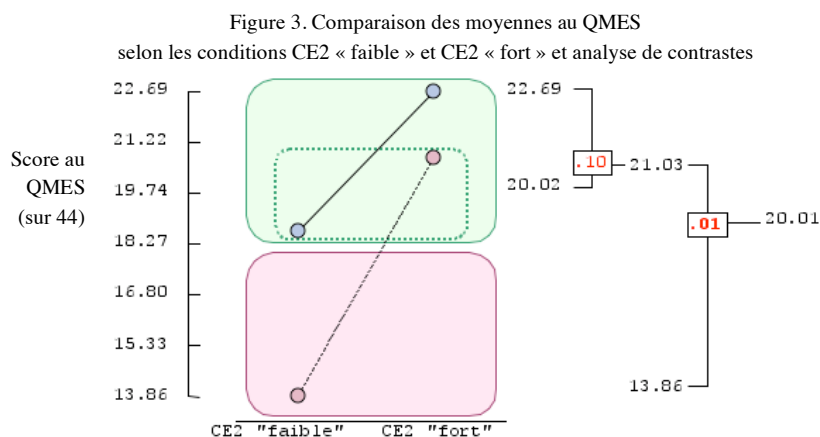 Figure 3. Comparaison des moyennes au QMES
selon les conditions CE2 « faible » et CE2 « fort » et analyse de contrastes
Score au
QMES
(sur 44)
22.69
21.22
19.74
18.27
16.80
15.33
13.86
CE2 "faible"
CE2 "fort"
22.69
20.02
.10
21.03
.01
20.01
13.86